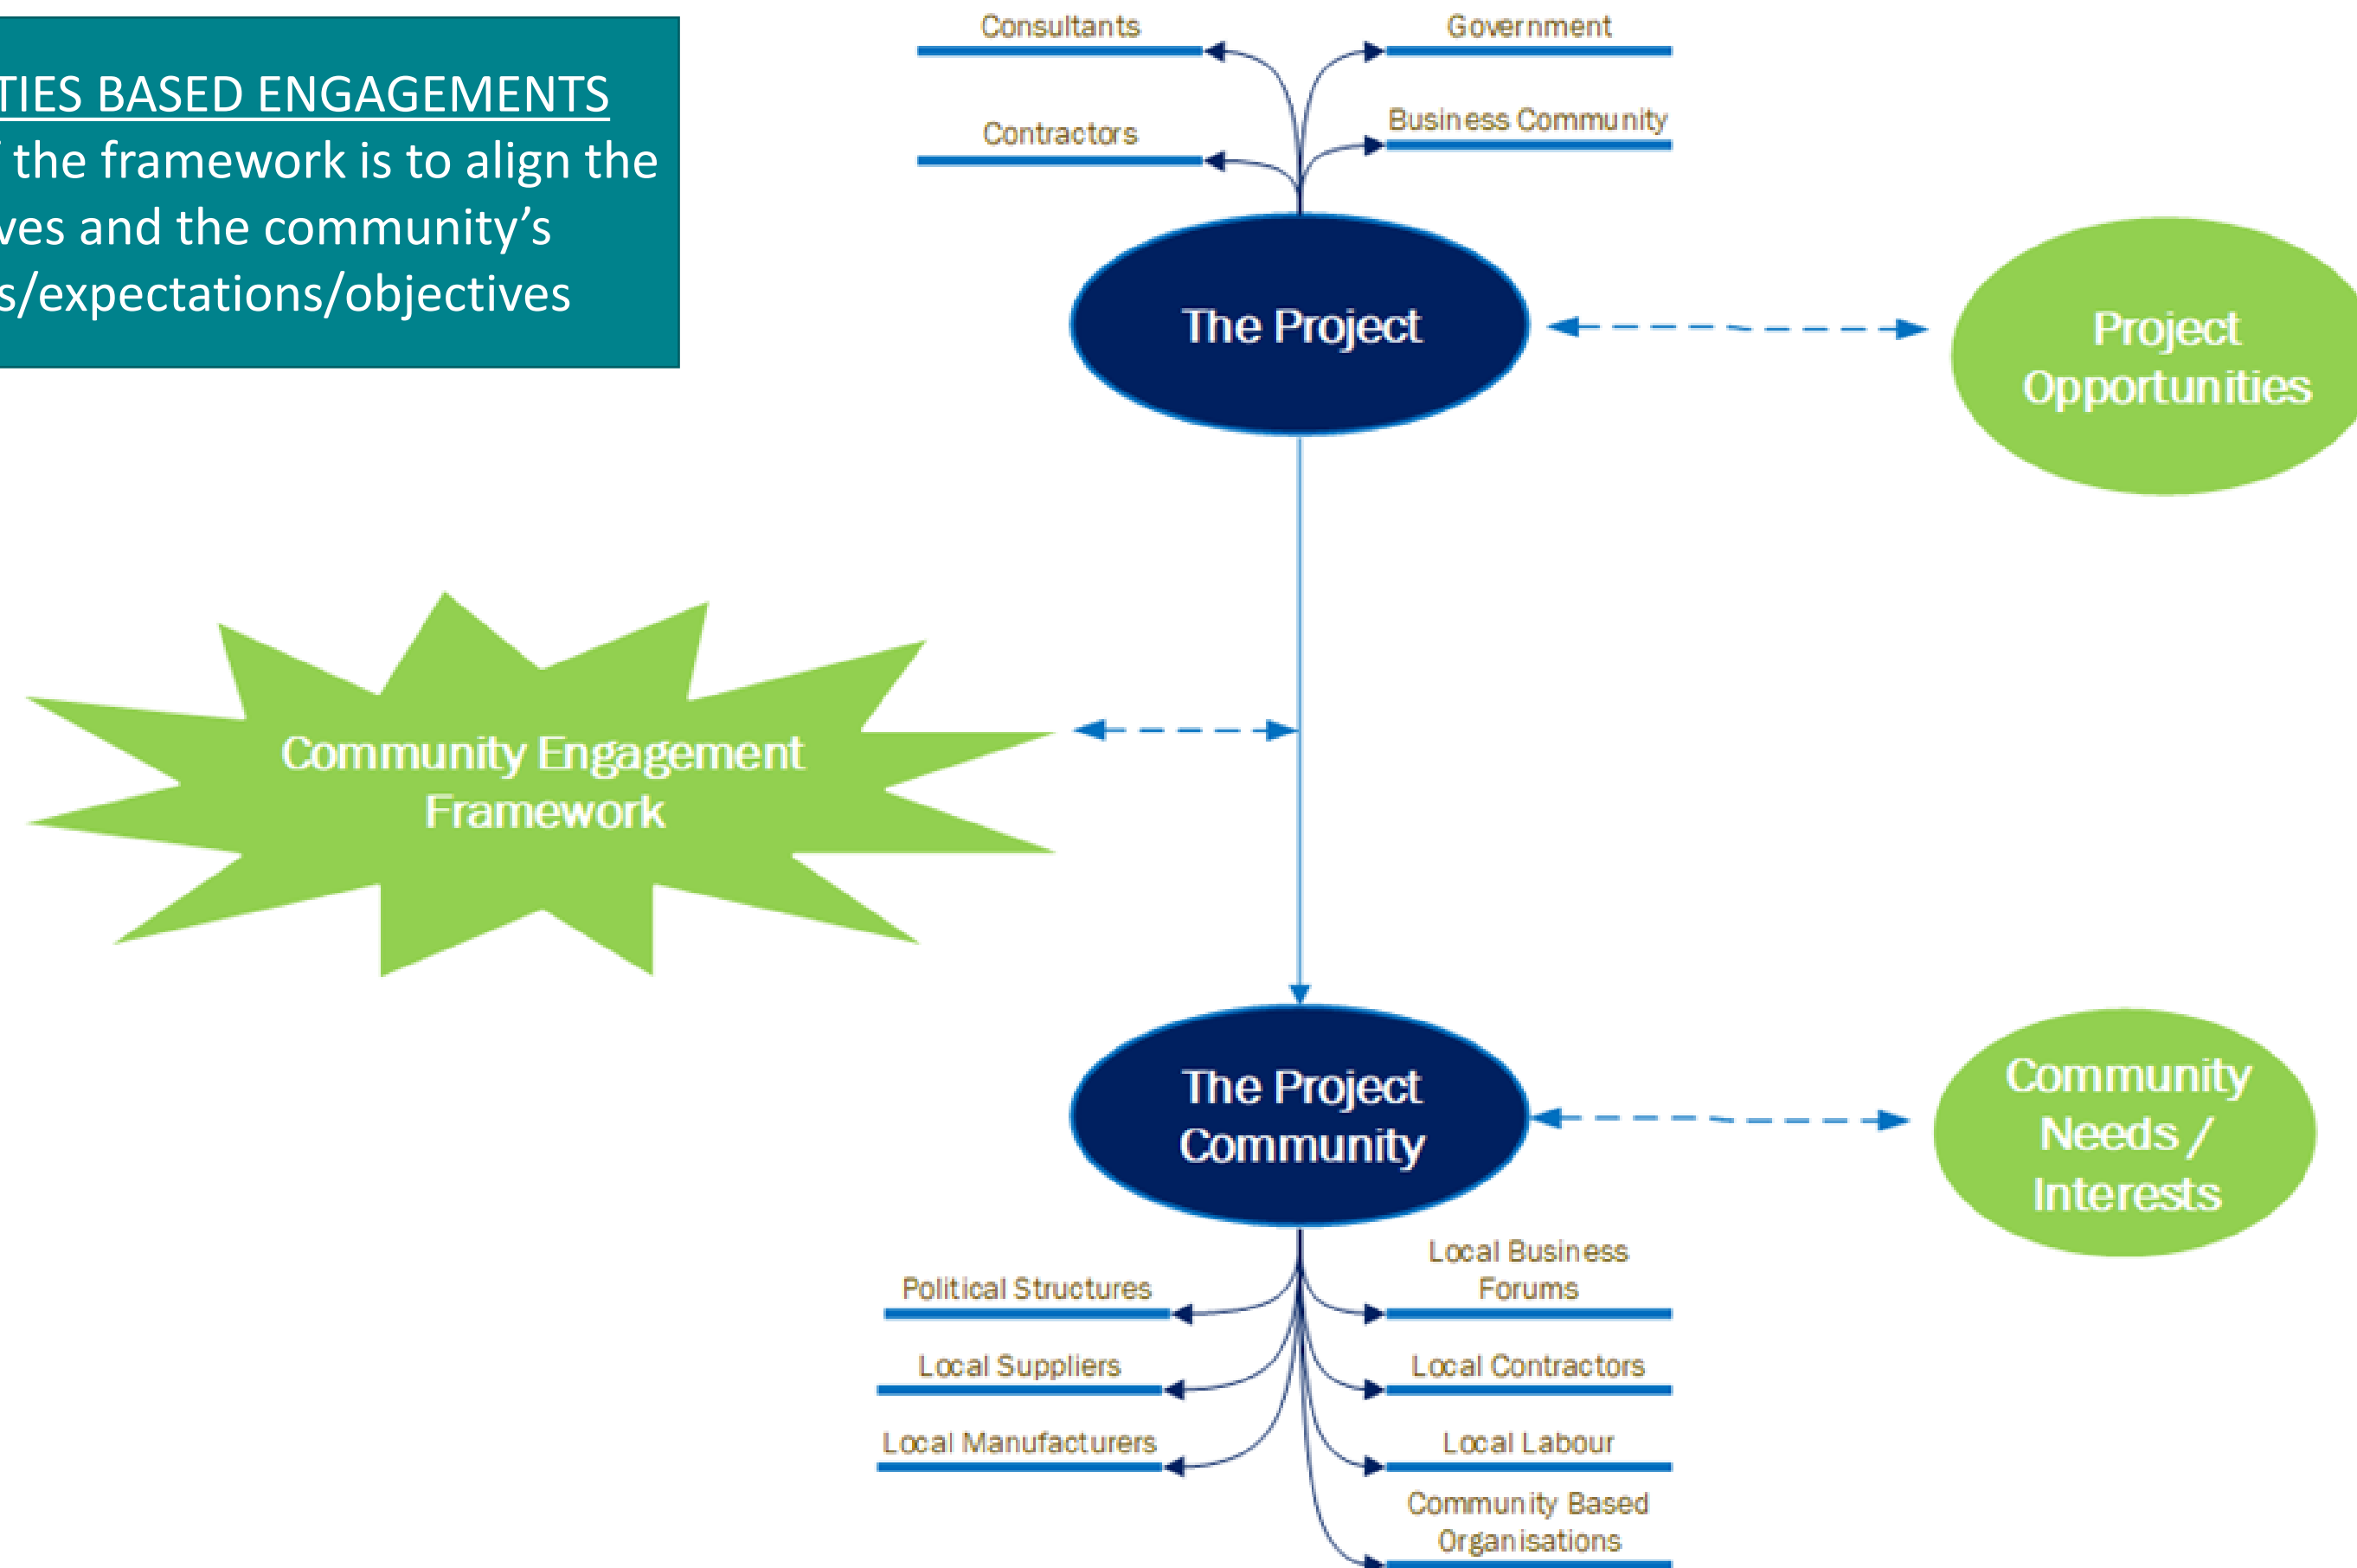 TIES BASED ENGAGEMENTS
the framework is to align the
ves and the community's
s/expectations/objectives
Consultants
Government
Contractors
Business Community
The Project
Project
Opportunities
Community Engagement
Framework
The Project
Community
Community
Needs /
Interests
Political Structures
Local Business
Forums
Local Suppliers
Local Contractors
Local Manufacturers
Local Labour
Community Based
Organisations